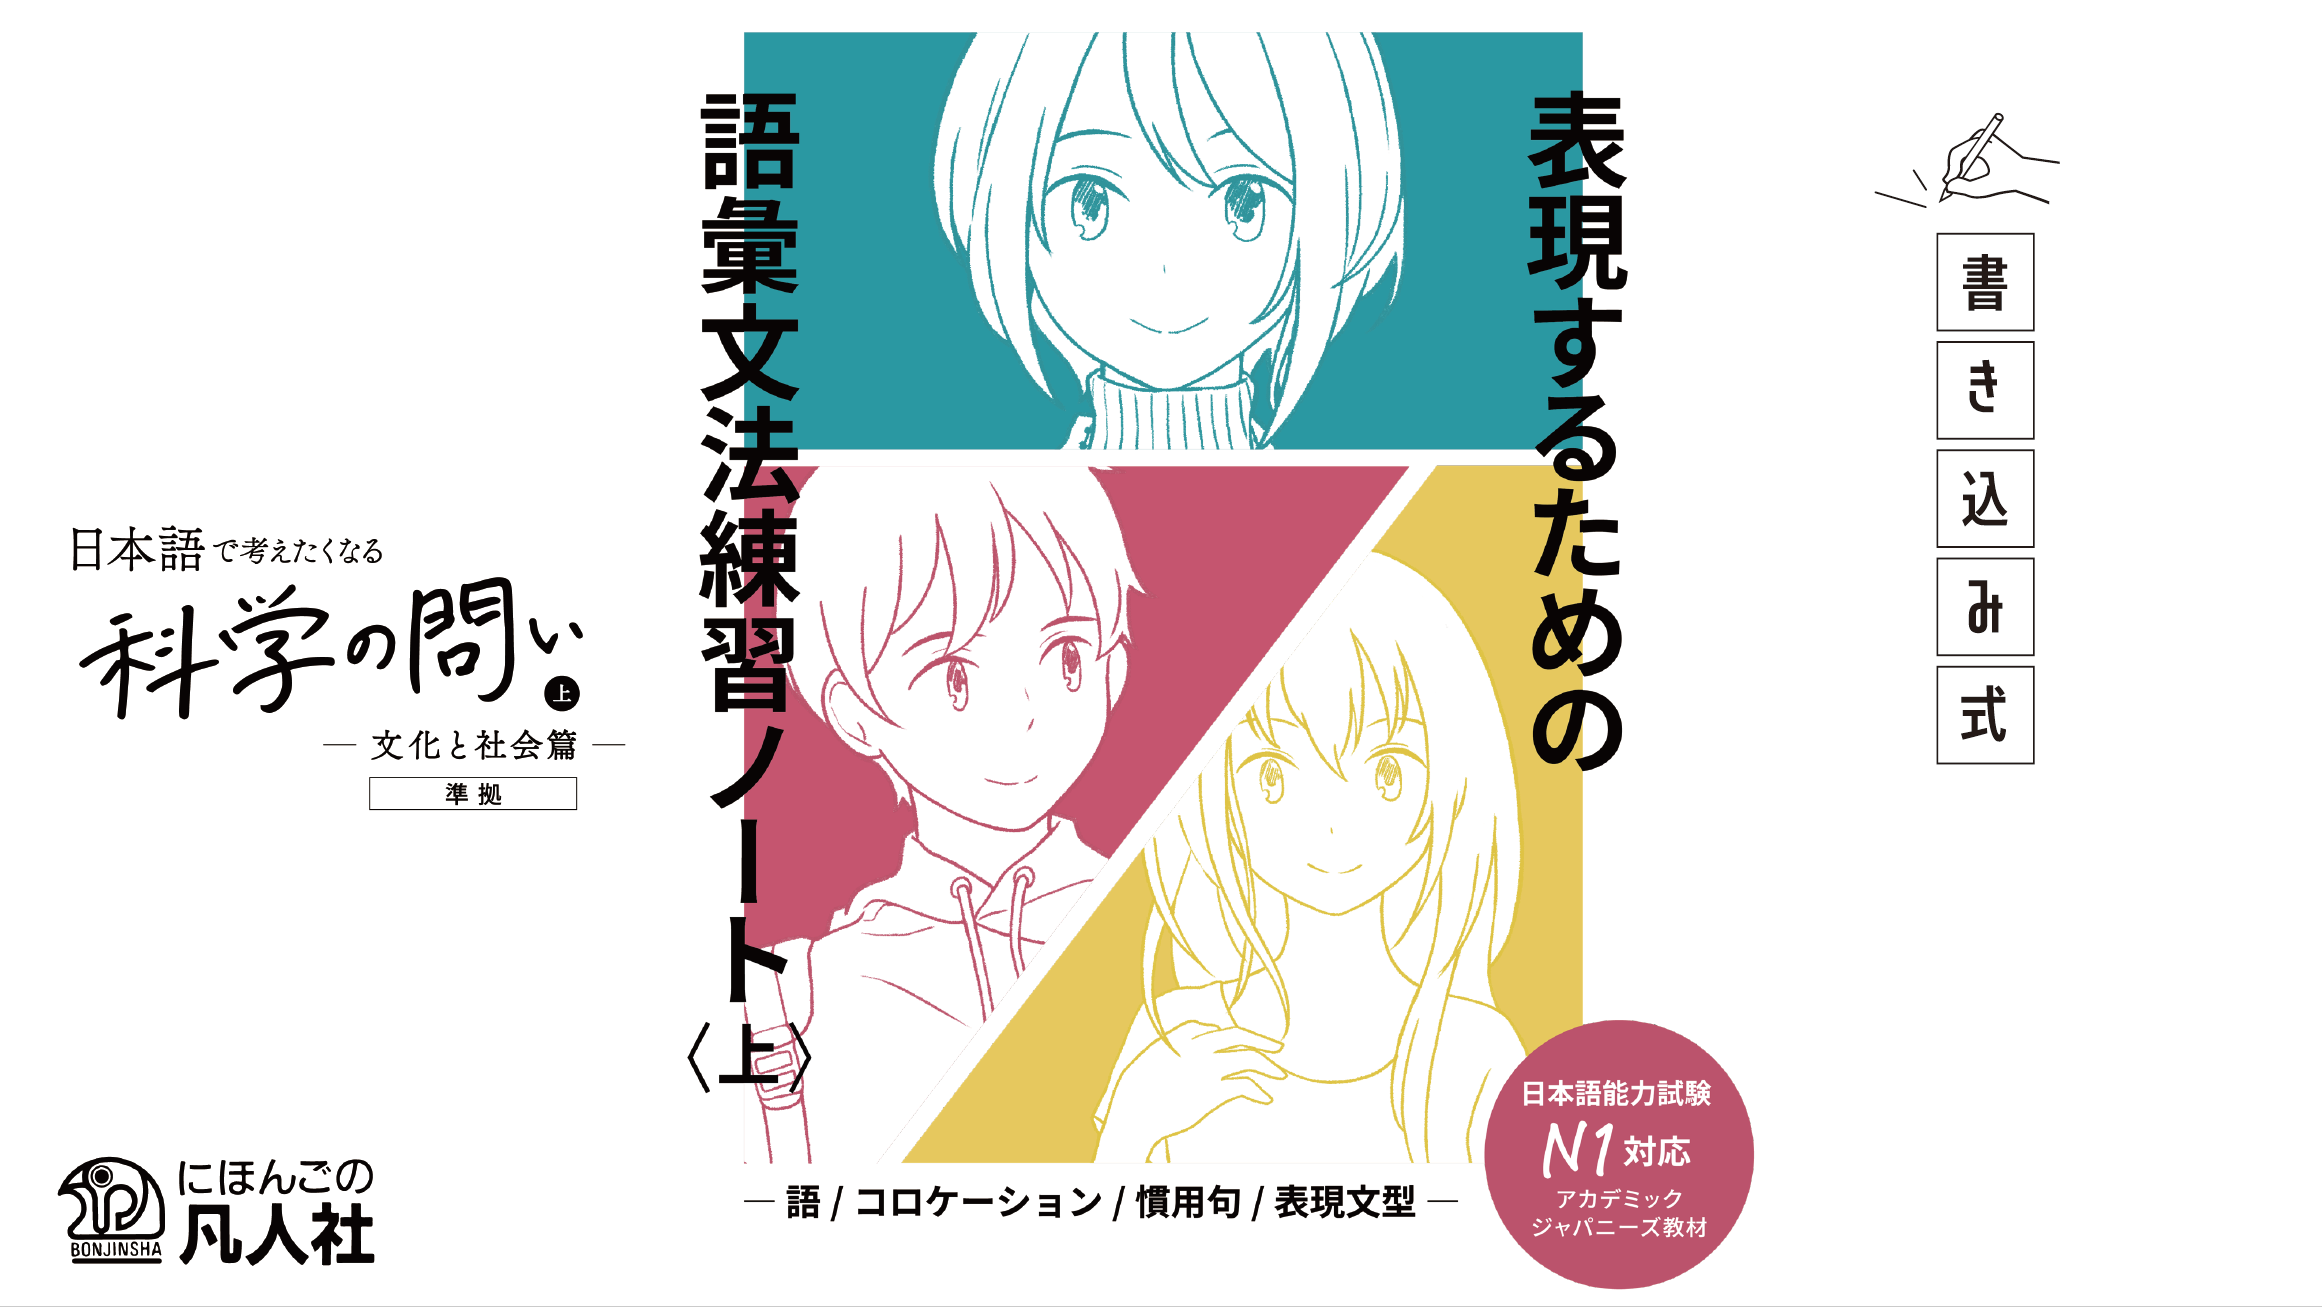 書き込み式
表現するための
語彙文法練習ノート〈上〉
日本語で考えたくなる
科学の問い 上
― 文化と社会篇 ―
準拠
― 語 / コロケーション / 慣用句 / 表現文型 ―
日本語能力試験
N1対応
アカデミック
ジャパニーズ教材
にほんごの
凡人社
BONJINSHA